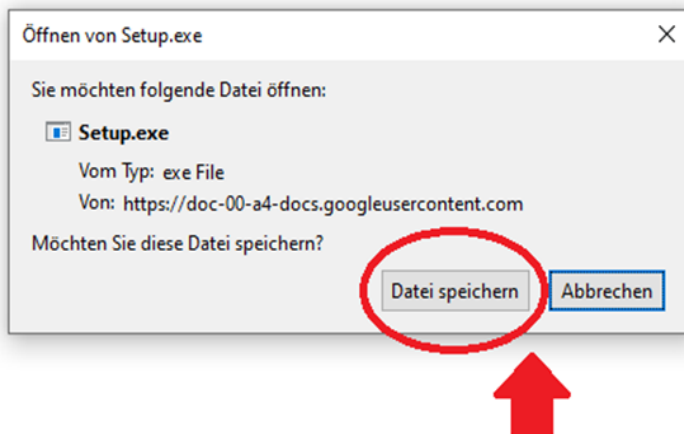 Öffnen von Setup.exe
Sie möchten folgende Datei öffnen:
Setup.exe
Vom Typ: exe File
Von: https://doc-00-a4-docs.googleusercontent.com
Möchten Sie diese Datei speichern?
Datei speichern Abbrechen